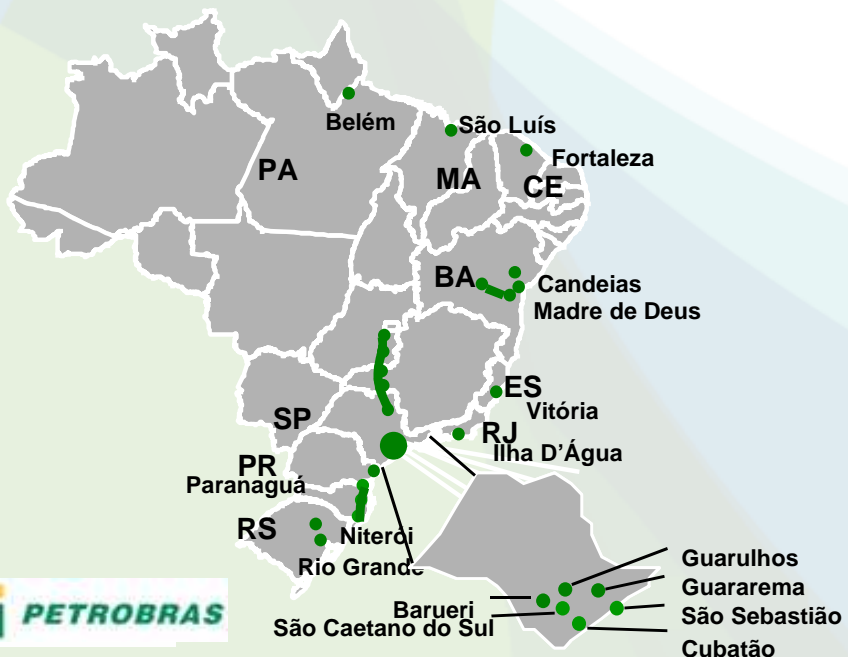 Belém
São Luís
Fortaleza
PA
MA
CE
BA
Candeias
Madre de Deus
ES
Vitória
SP
RJ
Ilha D'Água
PR
Paranaguá
RS
Niterói
Rio Grande
Guarulhos
Guararema
Barueri
São Sebastião
São Caetano do Sul
Cubatão
PETROBRAS